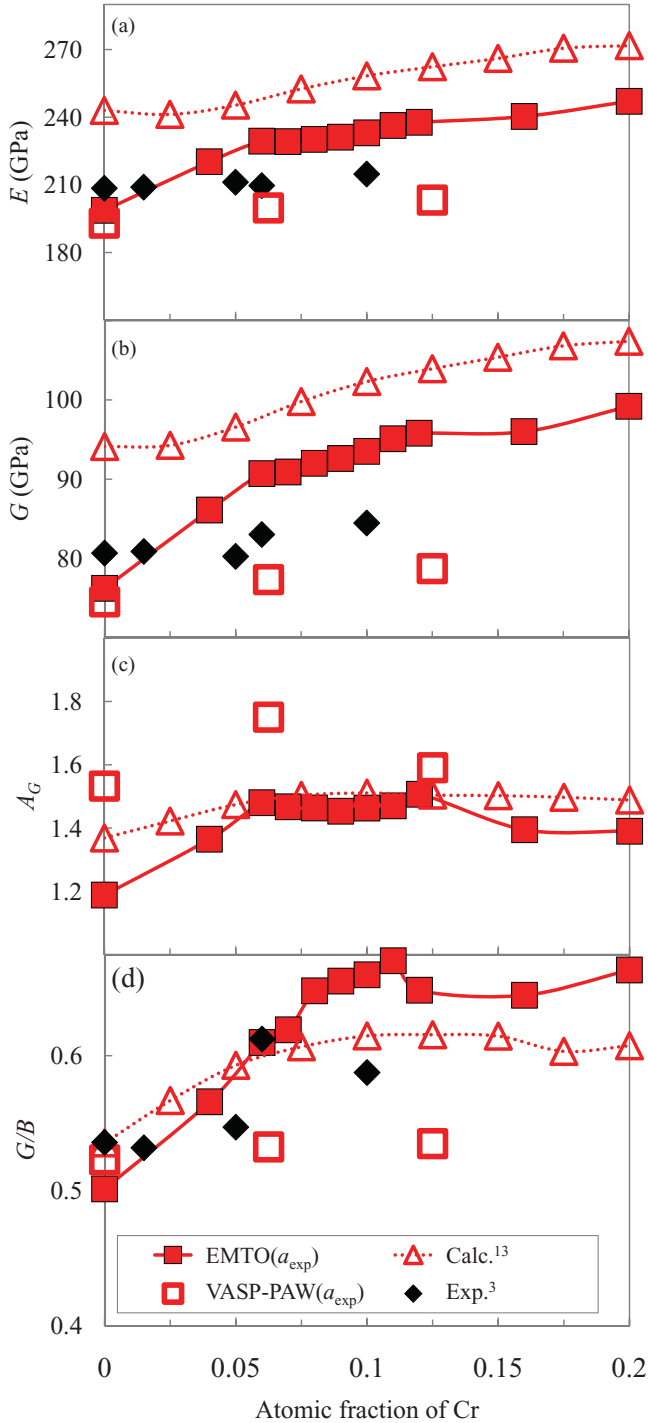 (a)
270
240
210
180
E (GPa)
(b)
100
90
80
G (GPa)
(c)
1.8
1.6
1.4
1.2
A_G
(d)
0.6
0.5
0.4
G/B
EMTO(a_exp)
Calc.¹³
VASP-PAW(a_exp)
Exp.³
0 0.05 0.1 0.15 0.2
Atomic fraction of Cr